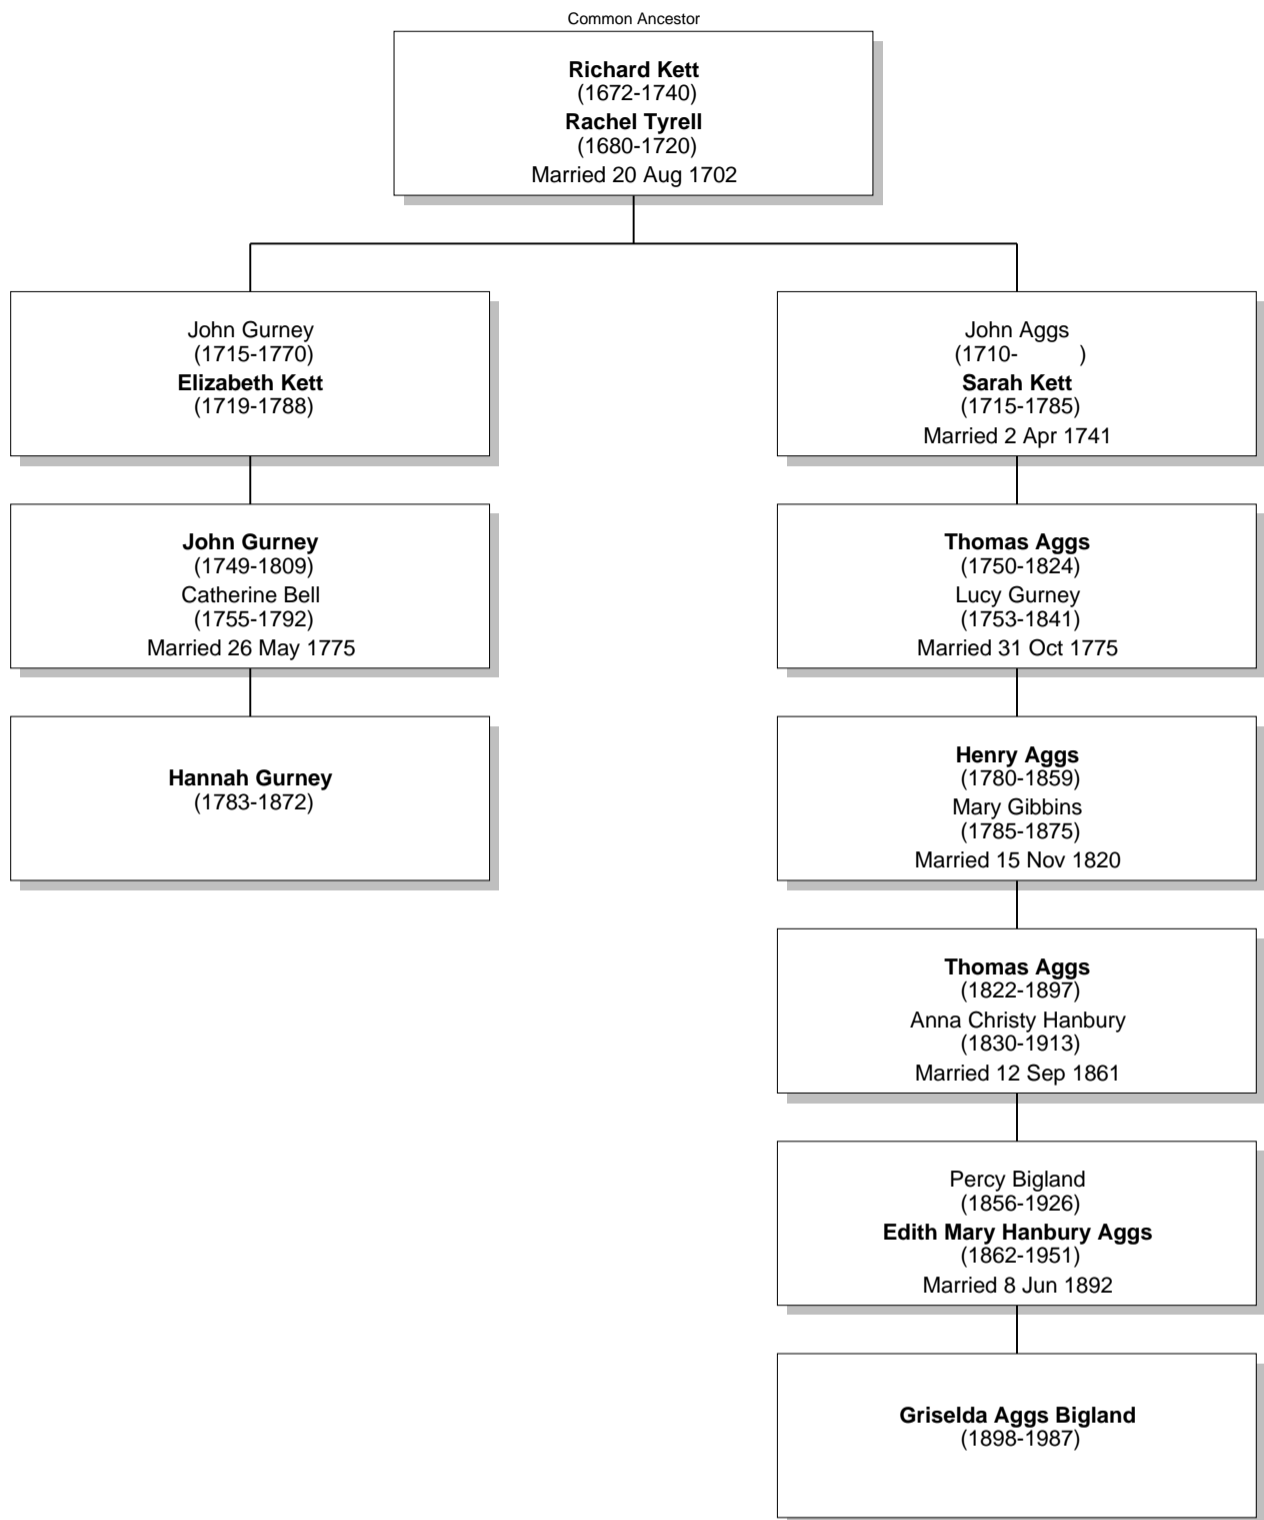 Common Ancestor
Richard Kett
(1672-1740)
Rachel Tyrell
(1680-1720)
Married 20 Aug 1702
John Gurney
(1715-1770)
Elizabeth Kett
(1719-1788)
John Aggs
(1710- )
Sarah Kett
(1715-1785)
Married 2 Apr 1741
John Gurney
(1749-1809)
Catherine Bell
(1755-1792)
Married 26 May 1775
Thomas Aggs
(1750-1824)
Lucy Gurney
(1753-1841)
Married 31 Oct 1775
Hannah Gurney
(1783-1872)
Henry Aggs
(1780-1859)
Mary Gibbins
(1785-1875)
Married 15 Nov 1820
Thomas Aggs
(1822-1897)
Anna Christy Hanbury
(1830-1913)
Married 12 Sep 1861
Percy Bigland
(1856-1926)
Edith Mary Hanbury Aggs
(1862-1951)
Married 8 Jun 1892
Griselda Aggs Bigland
(1898-1987)